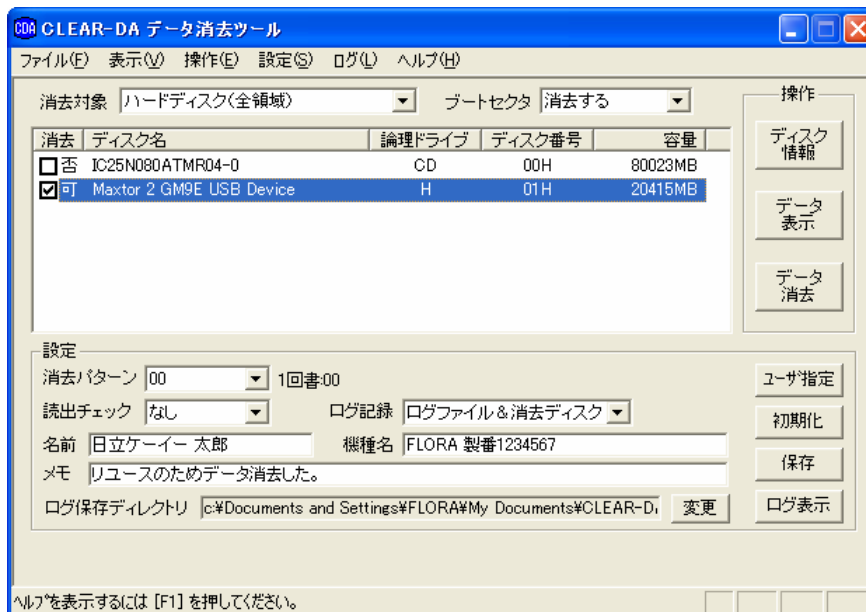 CDA CLEAR-DA データ消去ツール
ファイル(F) 表示(V) 操作(E) 設定(S) ログ(L) ヘルプ(H)
消去対象 ハードディスク(全領域) ブートセクタ 消去する
操作
消去 ディスク名 論理ドライブ ディスク番号 容量
否 IC25N080ATMR04-0 CD 00H 80023MB
可 Maxtor 2 GM9E USB Device H 01H 20415MB
ディスク
情報
データ
表示
データ
消去
設定
消去パターン 00 1回書:00
ユーザ指定
読出チェック なし ログ記録 ログファイル&消去ディスク
初期化
名前 日立ケーイー 太郎 機種名 FLORA 製番1234567
メモ リユースのためデータ消去した。
保存
ログ保存ディレクトリ c:¥Documents and Settings¥FLORA¥My Documents¥CLEAR-D 変更
ログ表示
ヘルプを表示するには [F1] を押してください。